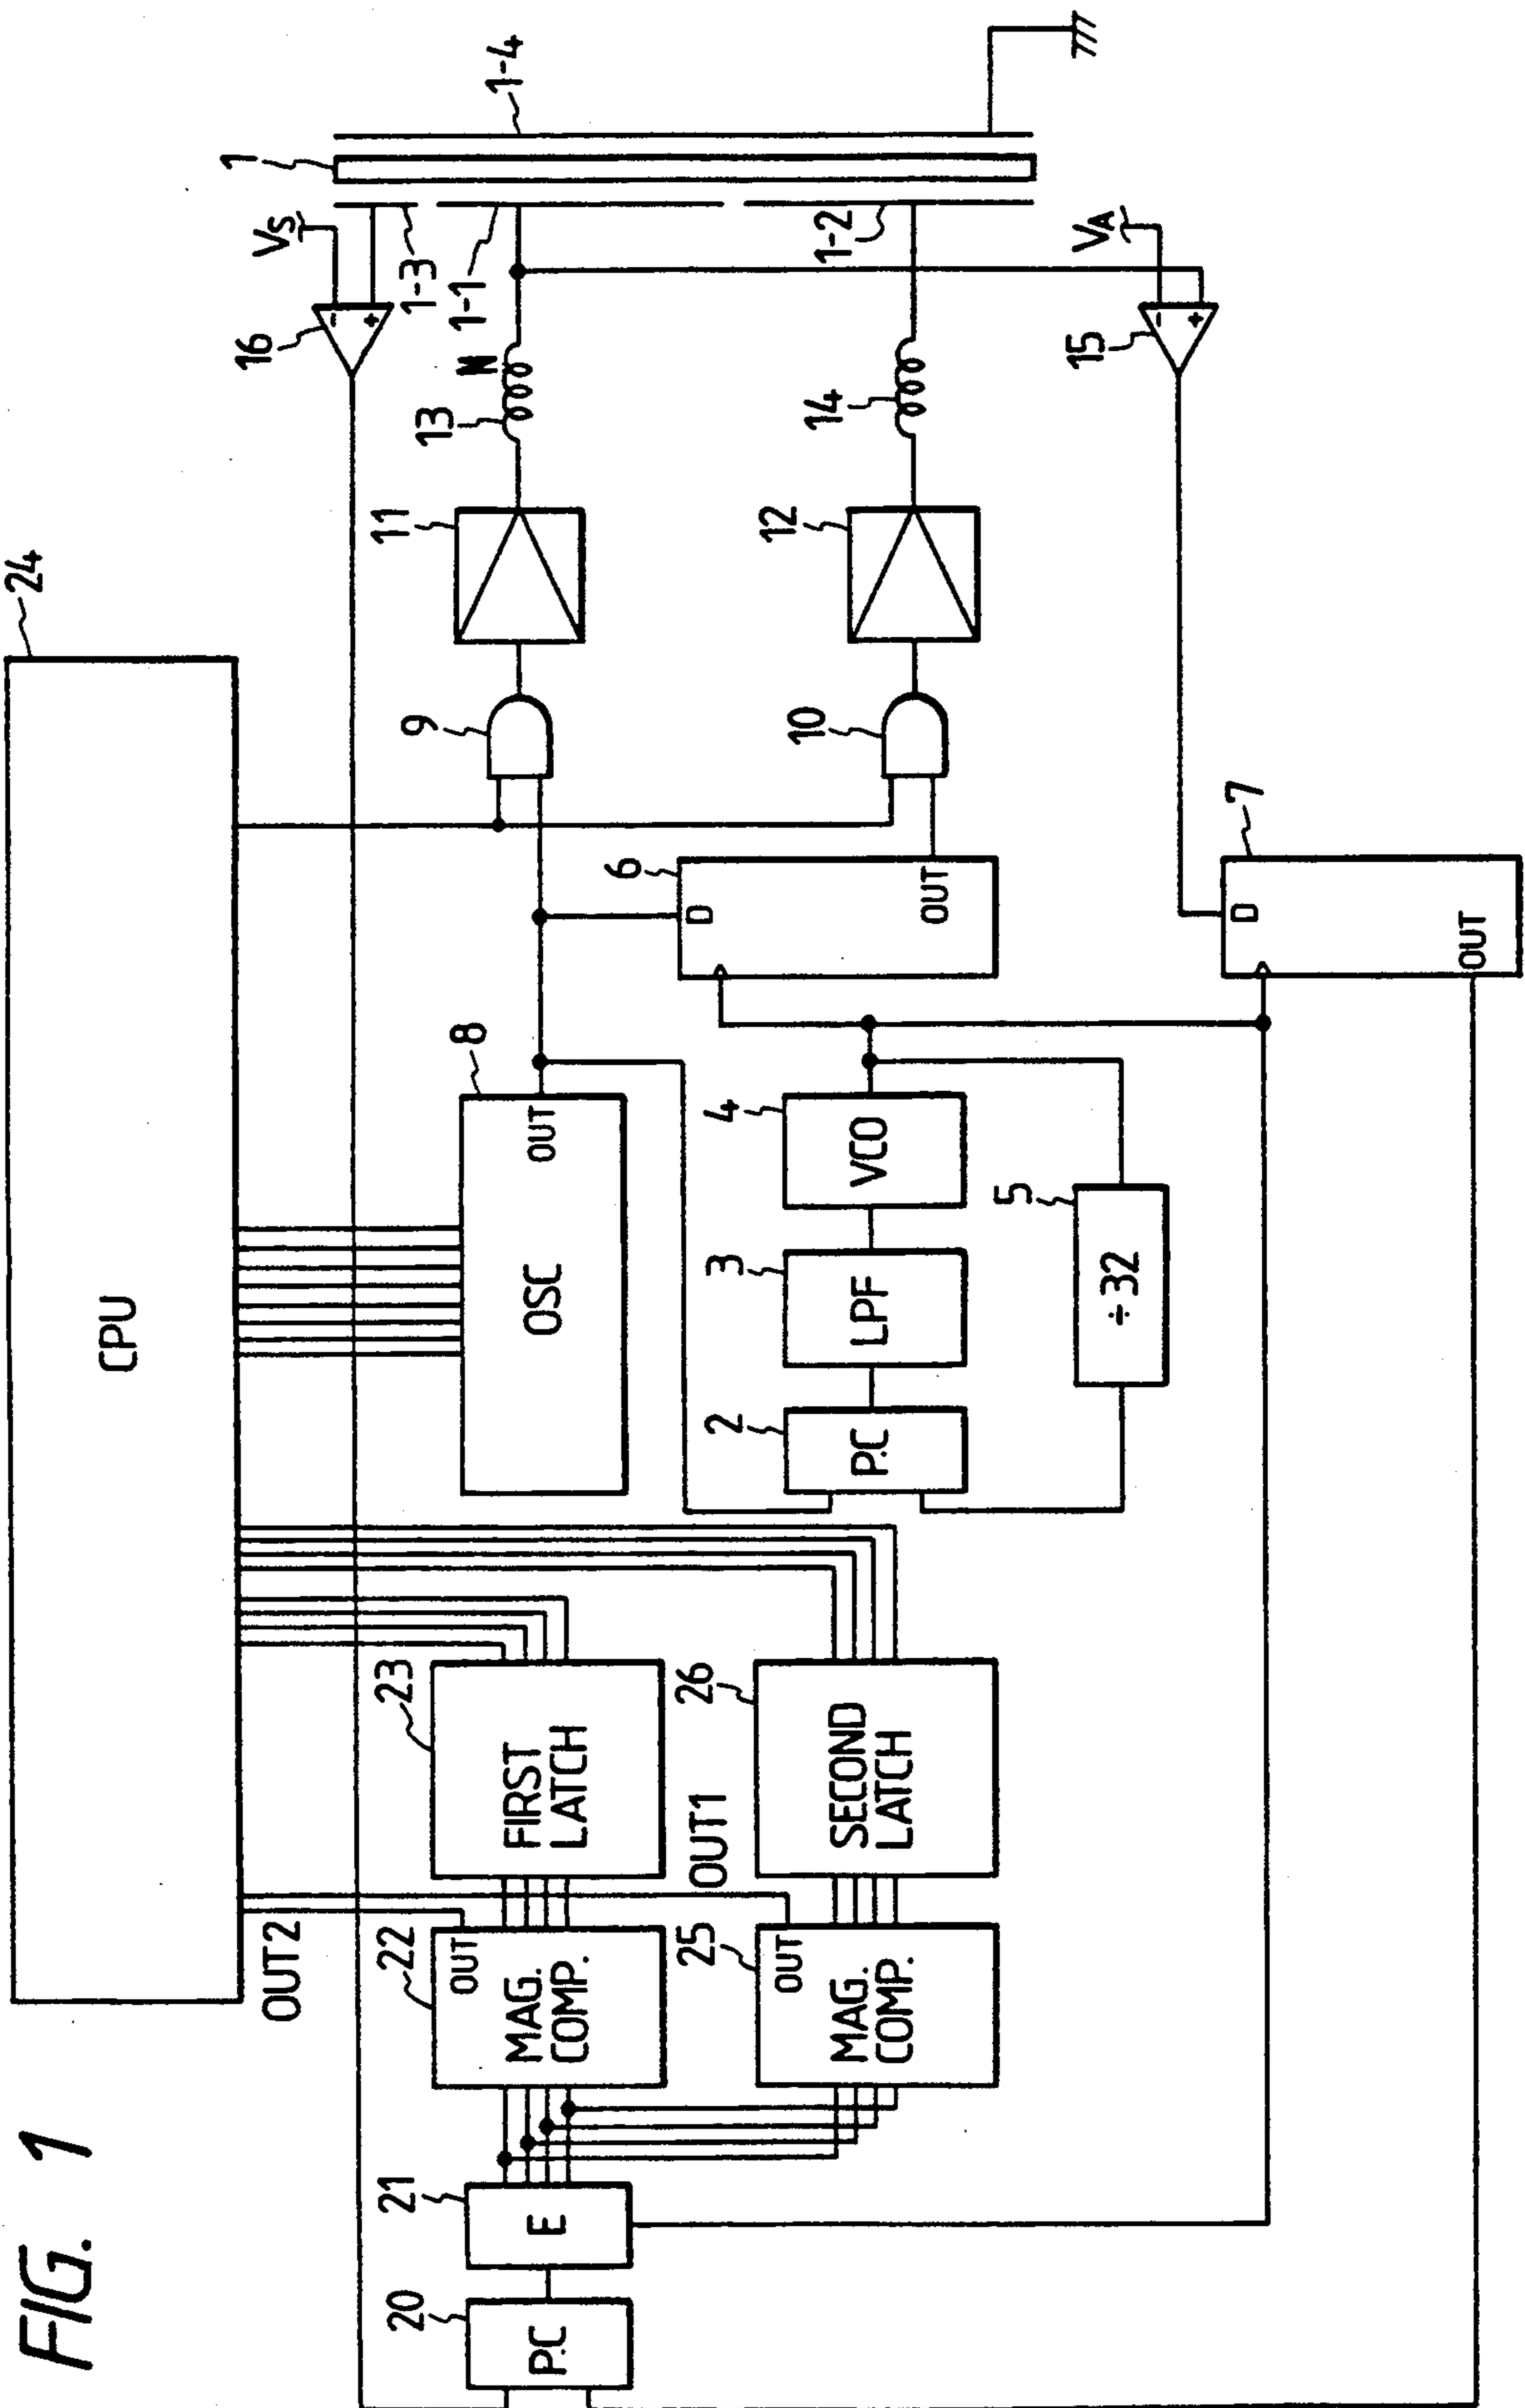 FIG. 1
24
CPU
OUT2
16
VS
1
1-4
1-3
1-1
1-2
13
M
11
9
8
OUT
OSC
23
FIRST
LATCH
22
OUT
MAG.
COMP.
21
E
20
P.C
OUT1
26
SECOND
LATCH
25
OUT
MAG.
COMP.
2
P.C
3
LPF
4
VCO
5
÷32
6
D
OUT
10
12
14
15
VA
7
D
OUT
-
+
-
+